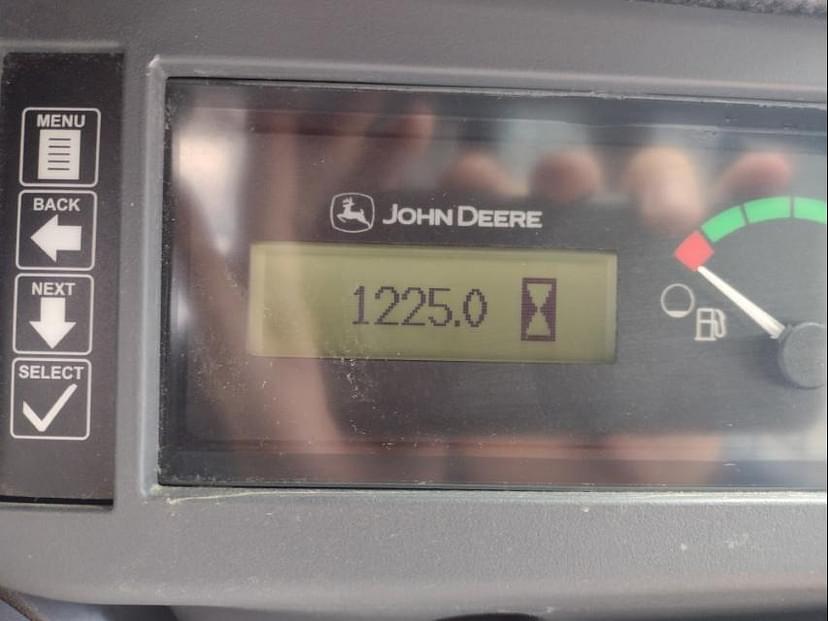 MENU
BACK
NEXT
SELECT
JOHN DEERE
1225.0